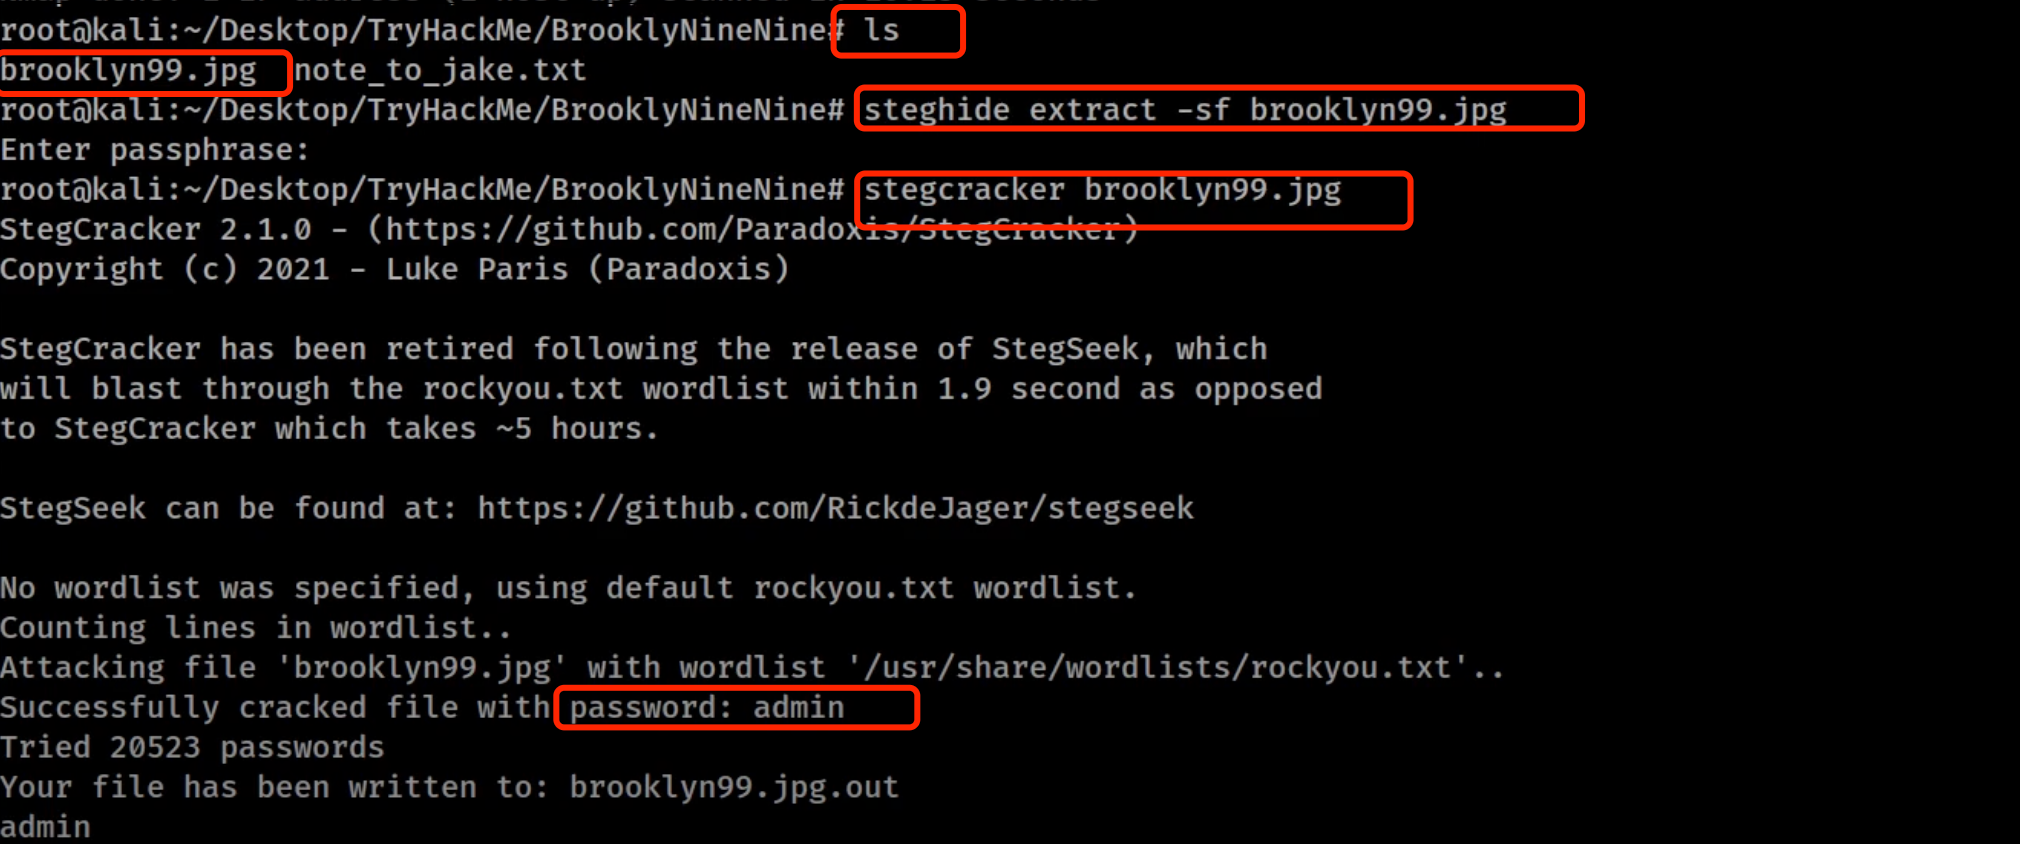 root@kali:~/Desktop/TryHackMe/BrooklyNineNine# ls
brooklyn99.jpg note_to_jake.txt
root@kali:~/Desktop/TryHackMe/BrooklyNineNine# steghide extract -sf brooklyn99.jpg
Enter passphrase:
root@kali:~/Desktop/TryHackMe/BrooklyNineNine# stegcracker brooklyn99.jpg
StegCracker 2.1.0 - (https://github.com/Paradoxis/StegCracker)
Copyright (c) 2021 - Luke Paris (Paradoxis)
StegCracker has been retired following the release of StegSeek, which
will blast through the rockyou.txt wordlist within 1.9 second as opposed
to StegCracker which takes ~5 hours.
StegSeek can be found at: https://github.com/RickdeJager/stegseek
No wordlist was specified, using default rockyou.txt wordlist.
Counting lines in wordlist..
Attacking file 'brooklyn99.jpg' with wordlist '/usr/share/wordlists/rockyou.txt'..
Successfully cracked file with password: admin
Tried 20523 passwords
Your file has been written to: brooklyn99.jpg.out
admin